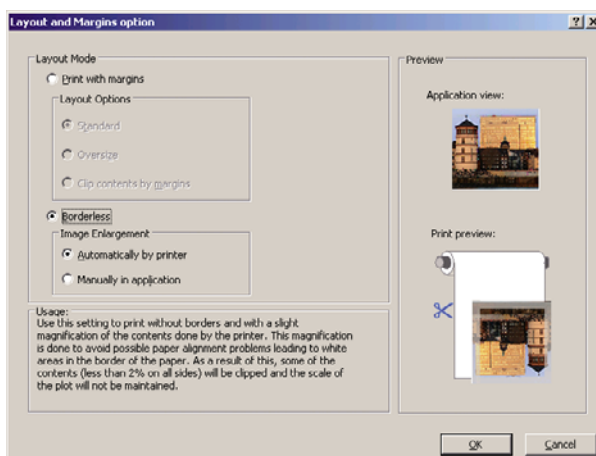 Layout and Margins option
Layout Mode
Print with margins
Layout Options
Standard
Oversize
Clip contents by margins
Borderless
Image Enlargement
Automatically by printer
Manually in application
Usage:
Use this setting to print without borders and with a slight
magnification of the contents done by the printer. This magnification
is done to avoid possible paper alignment problems leading to white
areas in the border of the paper. As a result of this, some of the
contents (less than 2% on all sides) will be clipped and the scale of
the plot will not be maintained.
Preview
Application view:
Print preview:
OK
Cancel